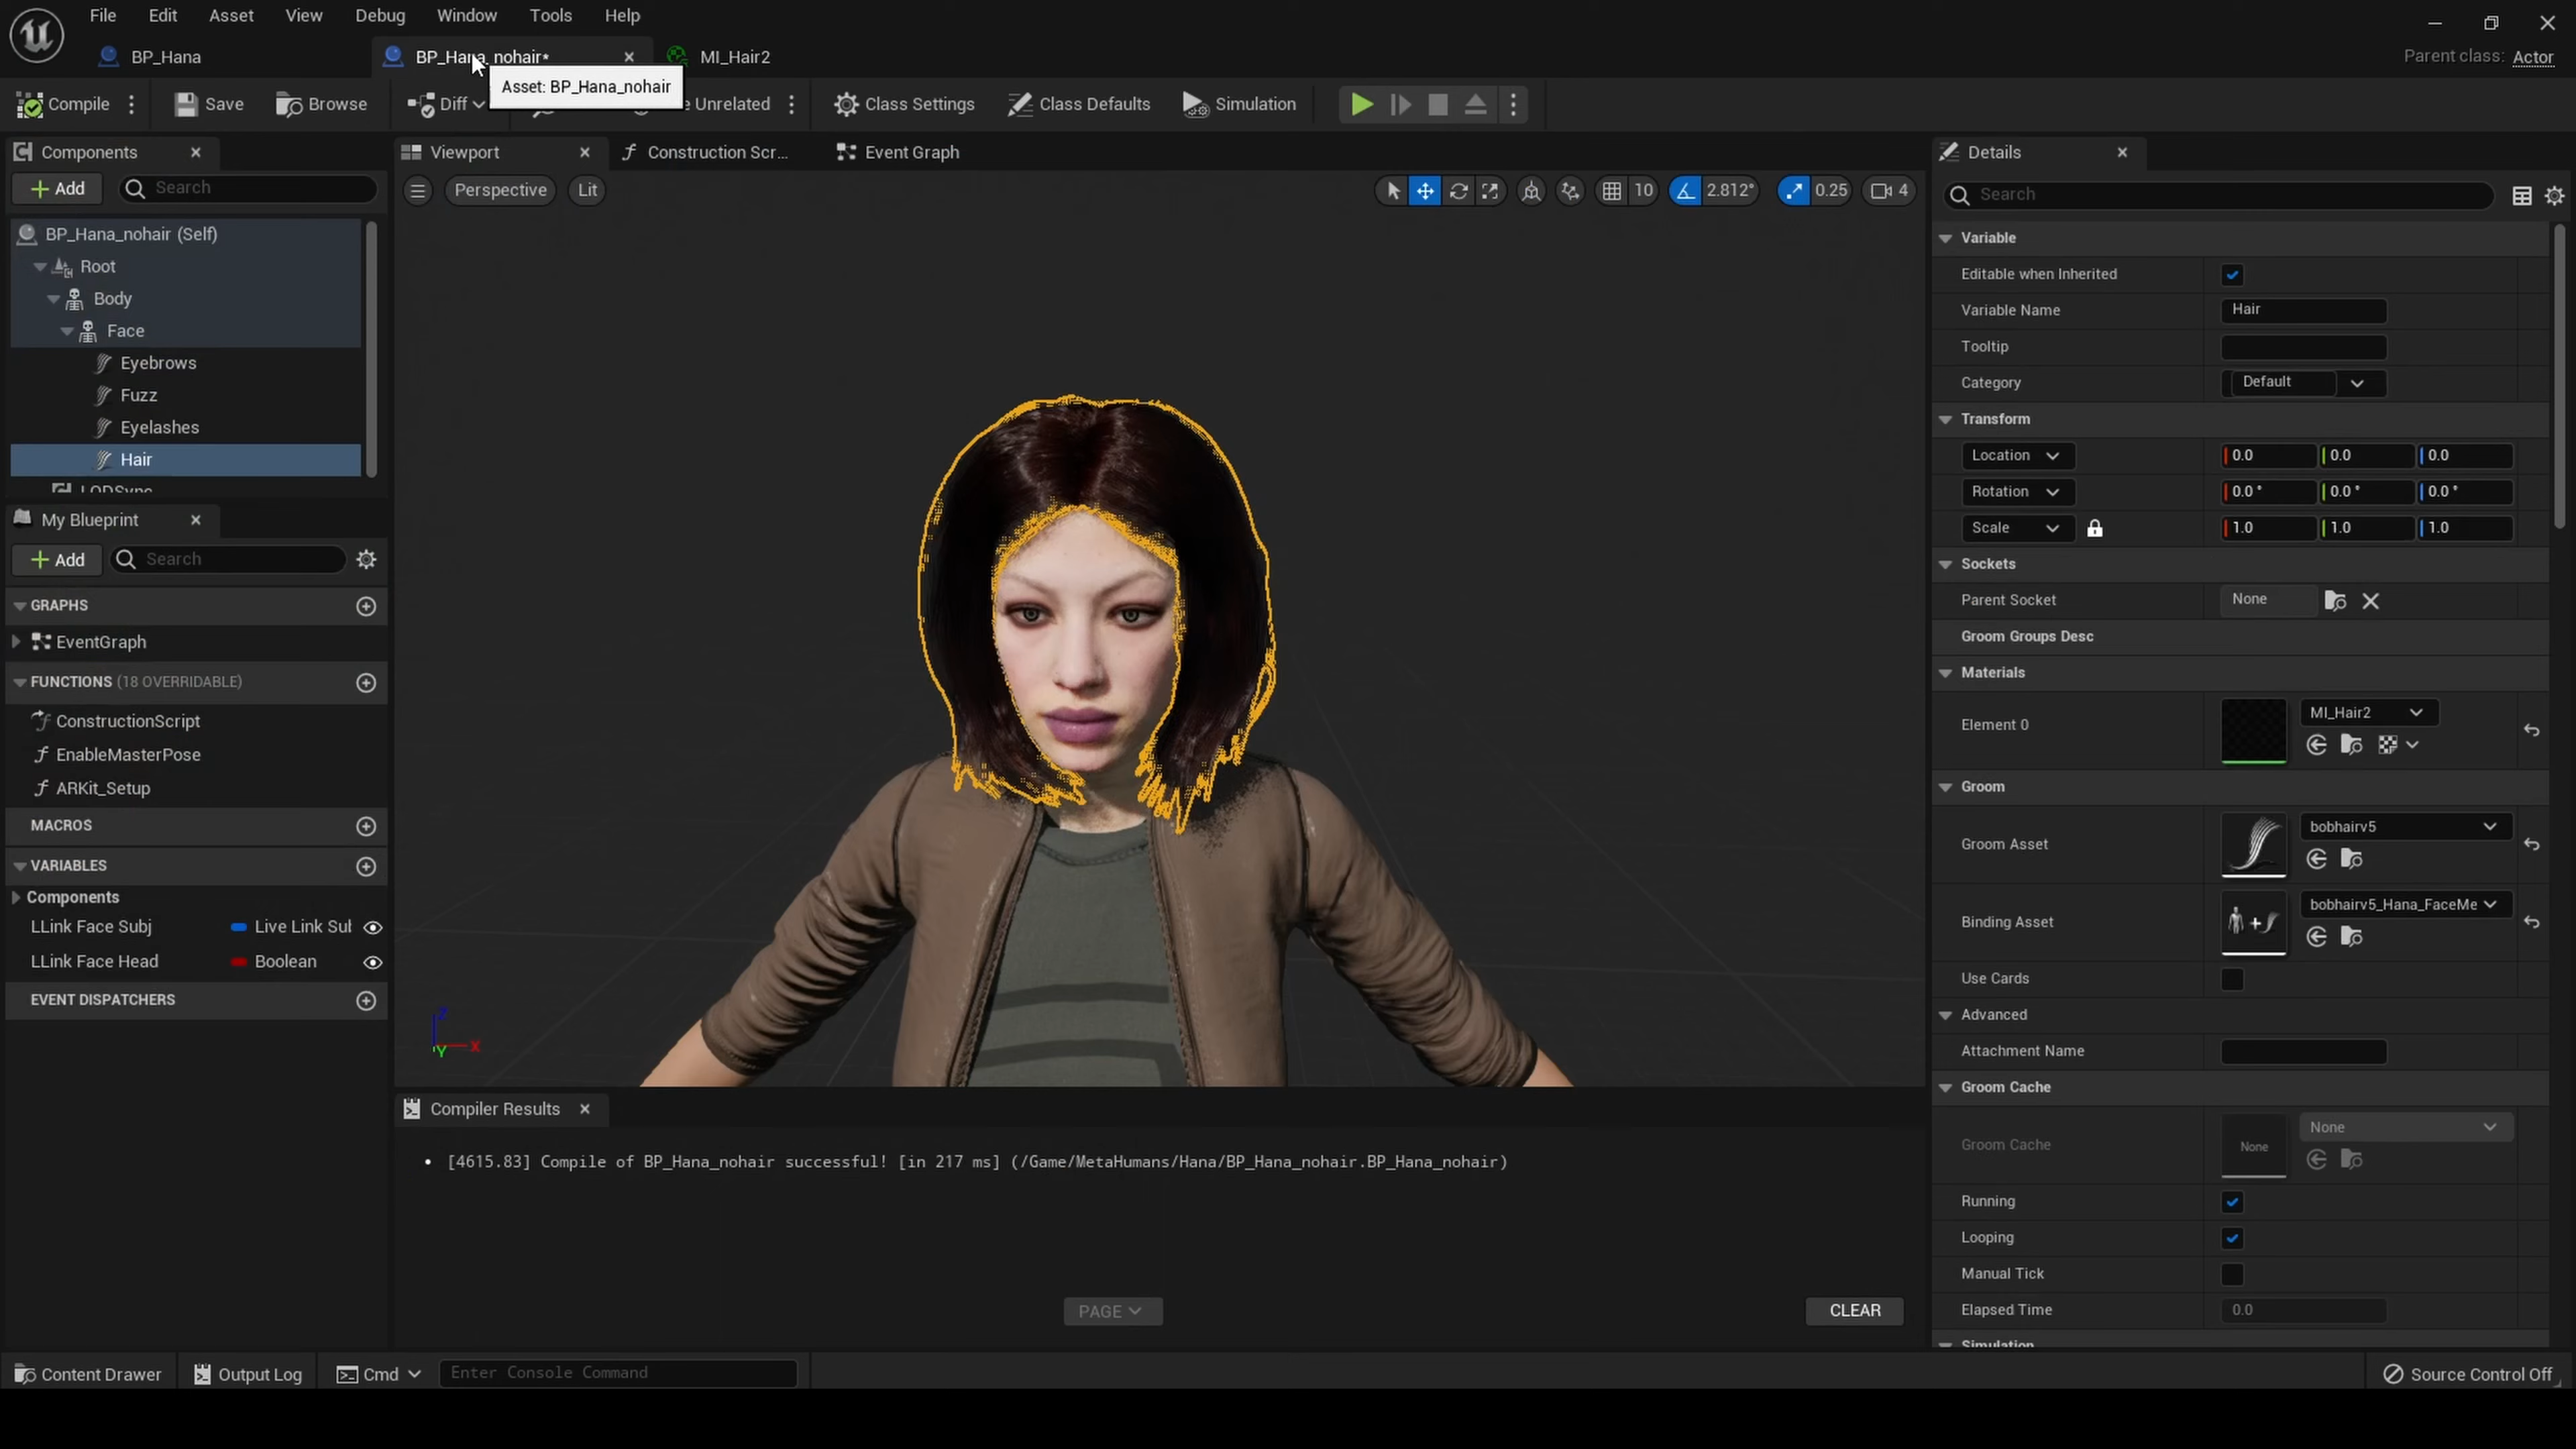 File Edit Asset View Debug Window Tools Help
BP_Hana
BP_Hana_nohair*
MI_Hair2
Parent class: Actor
Asset: BP_Hana_nohair
Compile
Save
Browse
Diff
Unrelated
Class Settings
Class Defaults
Simulation
Components
Add
Search
BP_Hana_nohair (Self)
Root
Body
Face
Eyebrows
Fuzz
Eyelashes
Hair
LODSync
My Blueprint
Add
Search
GRAPHS
EventGraph
FUNCTIONS (18 OVERRIDABLE)
ConstructionScript
EnableMasterPose
ARKit_Setup
MACROS
VARIABLES
Components
LLink Face Subj Live Link Sul
LLink Face Head Boolean
EVENT DISPATCHERS
Viewport
Construction Scr...
Event Graph
Perspective
Lit
10
2.812°
0.25
4
Z
X
Y
Compiler Results
• [4615.83] Compile of BP_Hana_nohair successful! [in 217 ms] (/Game/MetaHumans/Hana/BP_Hana_nohair.BP_Hana_nohair)
PAGE
CLEAR
Details
Search
Variable
Editable when Inherited
Variable Name Hair
Tooltip
Category Default
Transform
Location 0.0 0.0 0.0
Rotation 0.0 ° 0.0 ° 0.0 °
Scale 1.0 1.0 1.0
Sockets
Parent Socket None
Groom Groups Desc
Materials
Element 0 MI_Hair2
Groom
Groom Asset bobhairv5
Binding Asset bobhairv5_Hana_FaceMe
Use Cards
Advanced
Attachment Name
Groom Cache
Groom Cache None None
Running
Looping
Manual Tick
Elapsed Time 0.0
Simulation
Content Drawer
Output Log
Cmd
Enter Console Command
Source Control Off